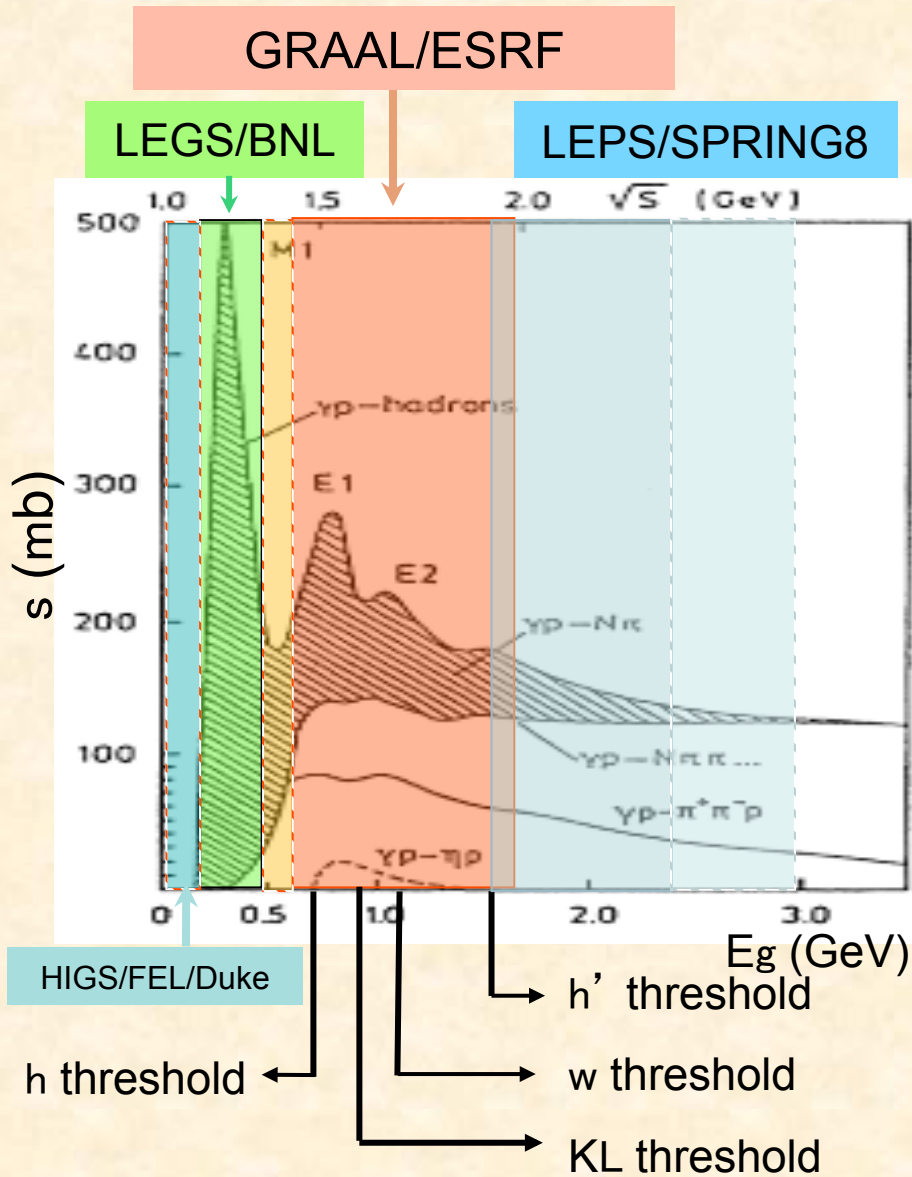 GRAAL/ESRF
LEGS/BNL
LEPS/SPRING8
1.0 1.5 2.0 √S [GeV]
500
M1
400
γp-hadrons
300
E1
E2
s (mb)
200
γp-Nπ
100
γp-Nππ...
γp-π⁺π⁻p
γp-ηp
0 0.5 1.0 2.0 3.0
Eg (GeV)
HIGS/FEL/Duke
h’ threshold
h threshold
w threshold
KL threshold